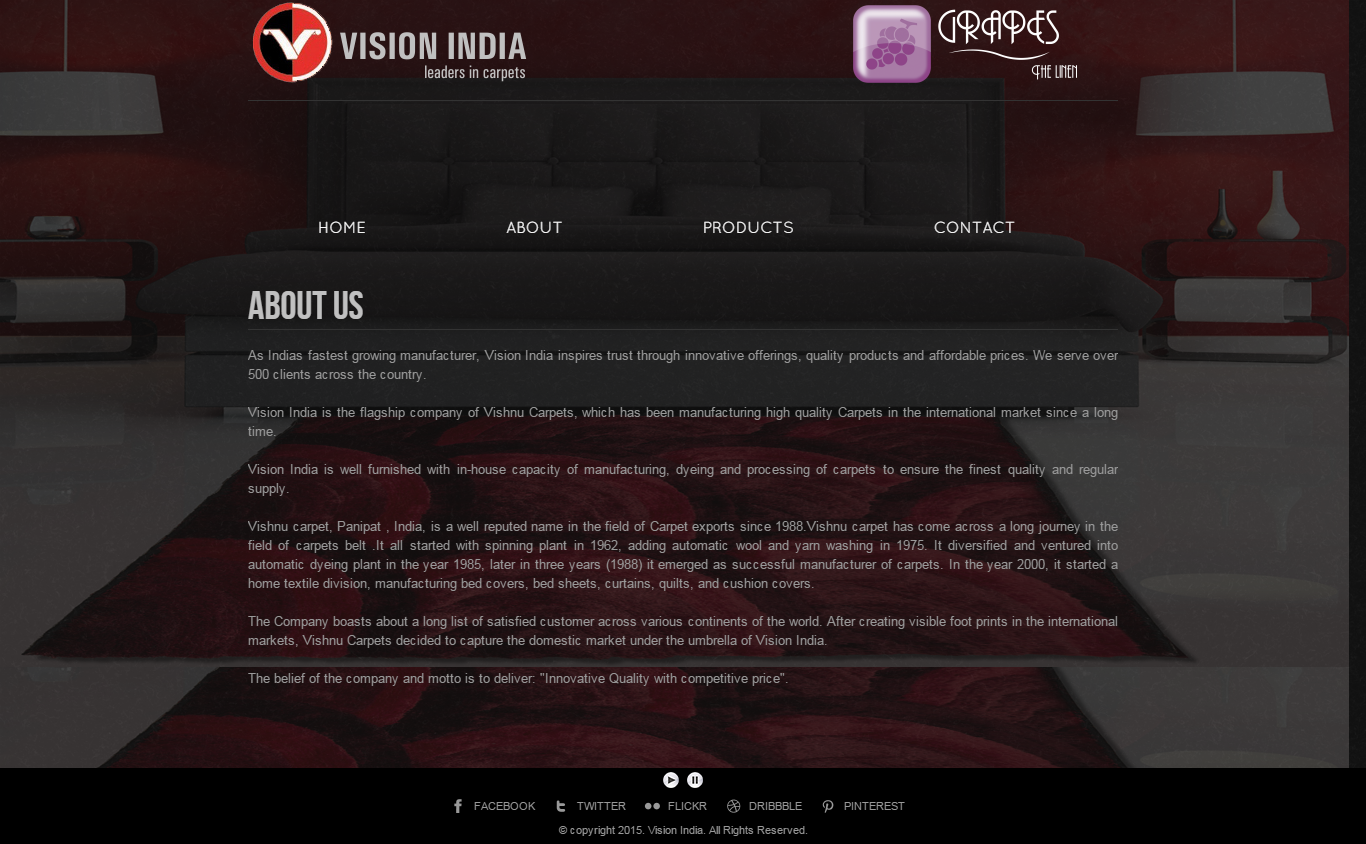 VISION INDIA
leaders in carpets
GRAPES
THE LINEN
HOME ABOUT PRODUCTS CONTACT
ABOUT US
As Indias fastest growing manufacturer, Vision India inspires trust through innovative offerings, quality products and affordable prices. We serve over
500 clients across the country.
Vision India is the flagship company of Vishnu Carpets, which has been manufacturing high quality Carpets in the international market since a long
time.
Vision India is well furnished with in-house capacity of manufacturing, dyeing and processing of carpets to ensure the finest quality and regular
supply.
Vishnu carpet, Panipat , India, is a well reputed name in the field of Carpet exports since 1988.Vishnu carpet has come across a long journey in the
field of carpets belt .It all started with spinning plant in 1962, adding automatic wool and yarn washing in 1975. It diversified and ventured into
automatic dyeing plant in the year 1985, later in three years (1988) it emerged as successful manufacturer of carpets. In the year 2000, it started a
home textile division, manufacturing bed covers, bed sheets, curtains, quilts, and cushion covers.
The Company boasts about a long list of satisfied customer across various continents of the world. After creating visible foot prints in the international
markets, Vishnu Carpets decided to capture the domestic market under the umbrella of Vision India.
The belief of the company and motto is to deliver: "Innovative Quality with competitive price".
FACEBOOK TWITTER FLICKR DRIBBBLE PINTEREST
© copyright 2015. Vision India. All Rights Reserved.